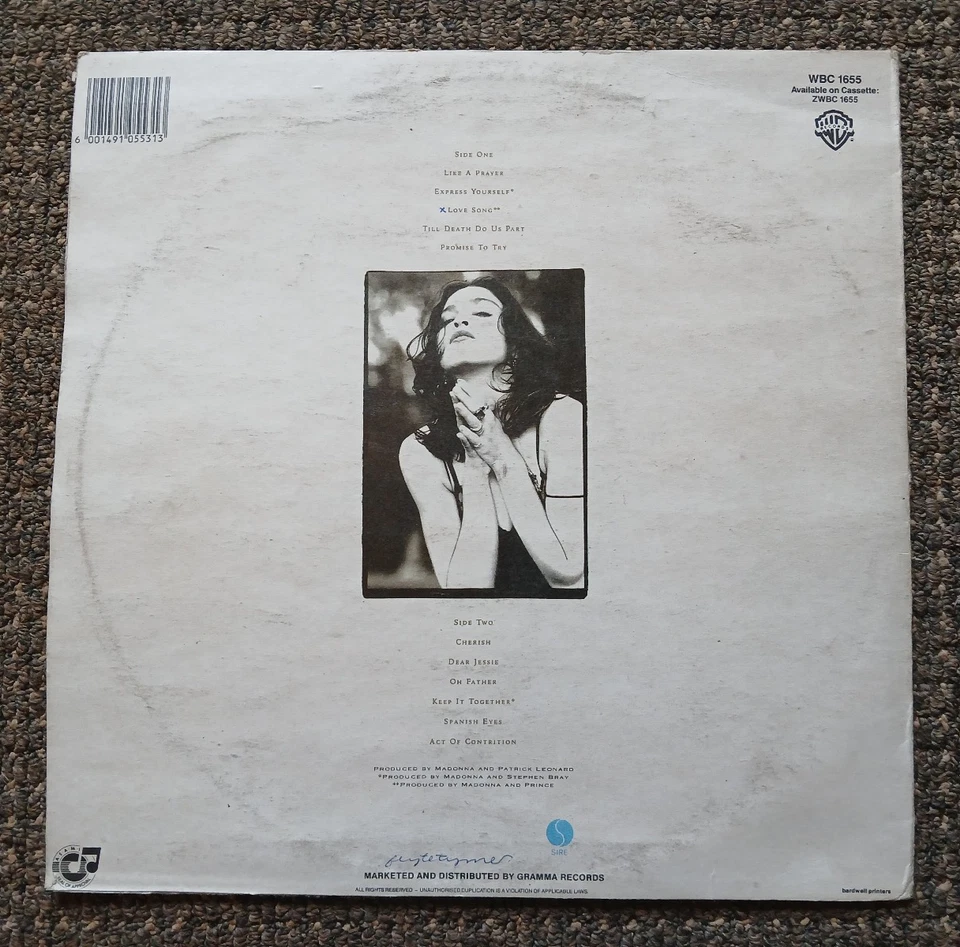 6 001491 055313
WBC 1655
Available on Cassette:
ZWBC 1655
SIDE ONE
LIKE A PRAYER
EXPRESS YOURSELF*
x LOVE SONG**
TILL DEATH DO US PART
PROMISE TO TRY
SIDE TWO
CHERISH
DEAR JESSIE
OH FATHER
KEEP IT TOGETHER*
SPANISH EYES
ACT OF CONTRITION
PRODUCED BY MADONNA AND PATRICK LEONARD
*PRODUCED BY MADONNA AND STEPHEN BRAY
**PRODUCED BY MADONNA AND PRINCE
SIRE
MARKETED AND DISTRIBUTED BY GRAMMA RECORDS
ALL RIGHTS RESERVED – UNAUTHORISED DUPLICATION IS A VIOLATION OF APPLICABLE LAWS
bardwell printers